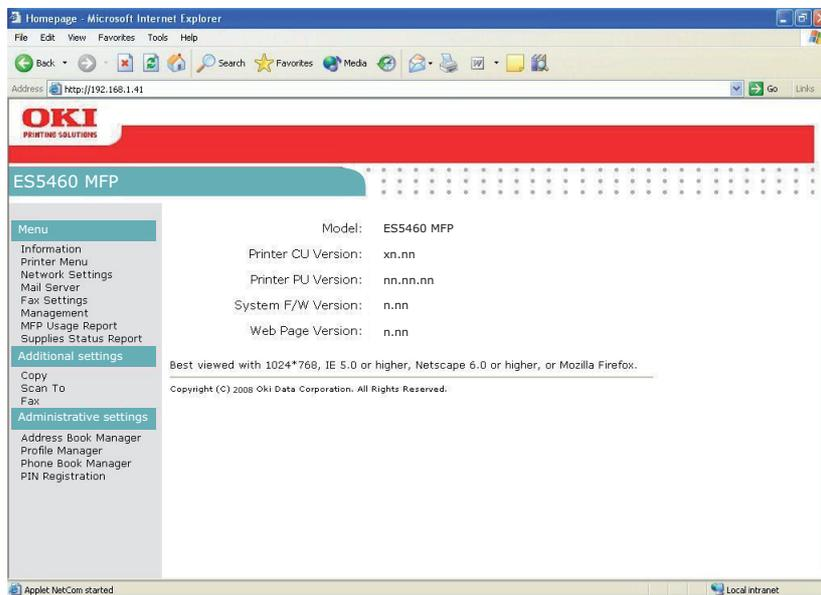 Homepage - Microsoft Internet Explorer
File Edit View Favorites Tools Help
Back Search Favorites Media
Address http://192.168.1.41 Go Links
OKI
PRINTING SOLUTIONS
ES5460 MFP
Menu
Information
Printer Menu
Network Settings
Mail Server
Fax Settings
Management
MFP Usage Report
Supplies Status Report
Additional settings
Copy
Scan To
Fax
Administrative settings
Address Book Manager
Profile Manager
Phone Book Manager
PIN Registration
Model: ES5460 MFP
Printer CU Version: xn.nn
Printer PU Version: nn.nn.nn
System F/W Version: n.nn
Web Page Version: n.nn
Best viewed with 1024*768, IE 5.0 or higher, Netscape 6.0 or higher, or Mozilla Firefox.
Copyright (C) 2008 Oki Data Corporation. All Rights Reserved.
Applet NetCom started Local intranet